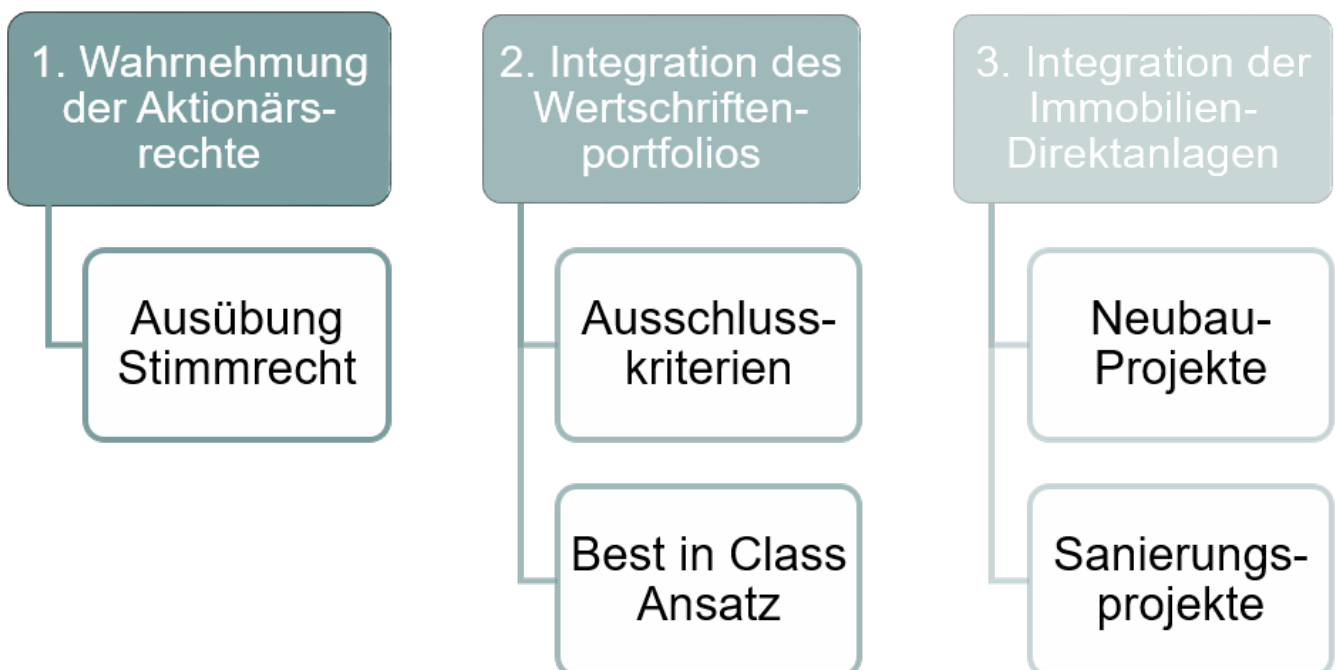 1. Wahrnehmung
der Aktionärs-
rechte
Ausübung
Stimmrecht
2. Integration des
Wertschriften-
portfolios
Ausschluss-
kriterien
Best in Class
Ansatz
3. Integration der
Immobilien-
Direktanlagen
Neubau-
Projekte
Sanierungs-
projekte